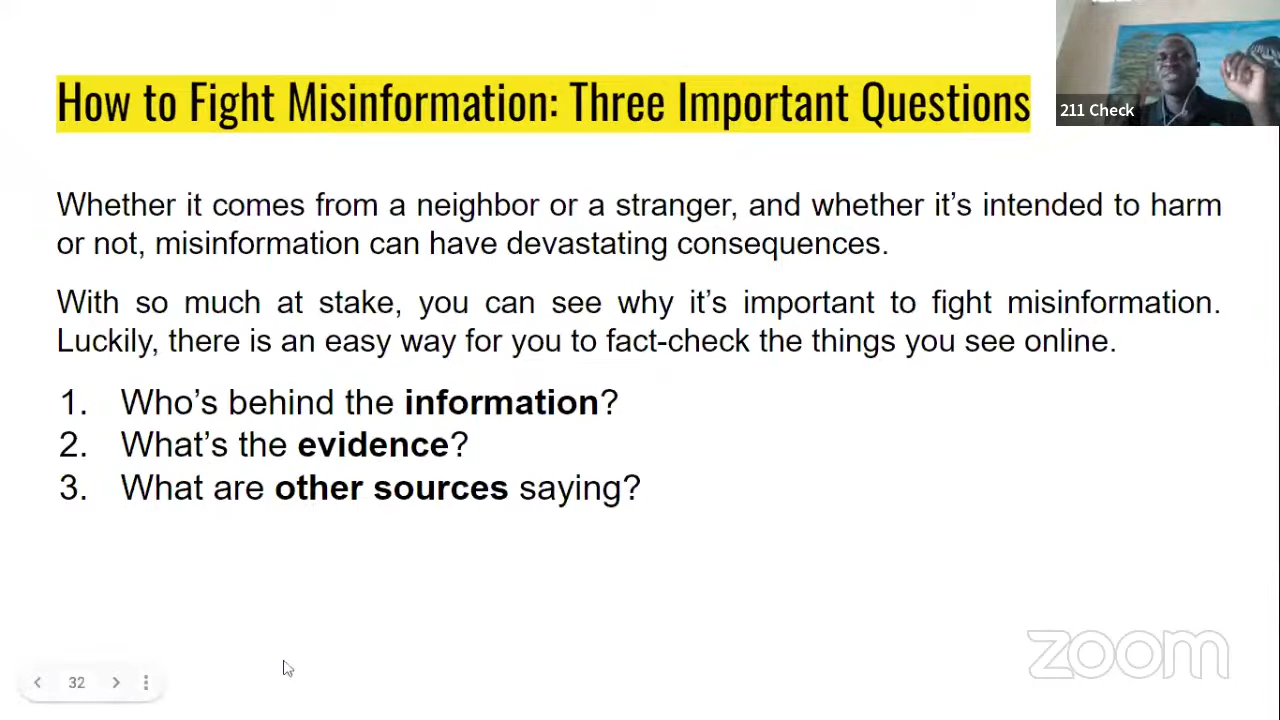 How to Fight Misinformation: Three Important Questions
211 Check
Whether it comes from a neighbor or a stranger, and whether it’s intended to harm
or not, misinformation can have devastating consequences.
With so much at stake, you can see why it’s important to fight misinformation.
Luckily, there is an easy way for you to fact-check the things you see online.
1. Who’s behind the information?
2. What’s the evidence?
3. What are other sources saying?
32
zoom